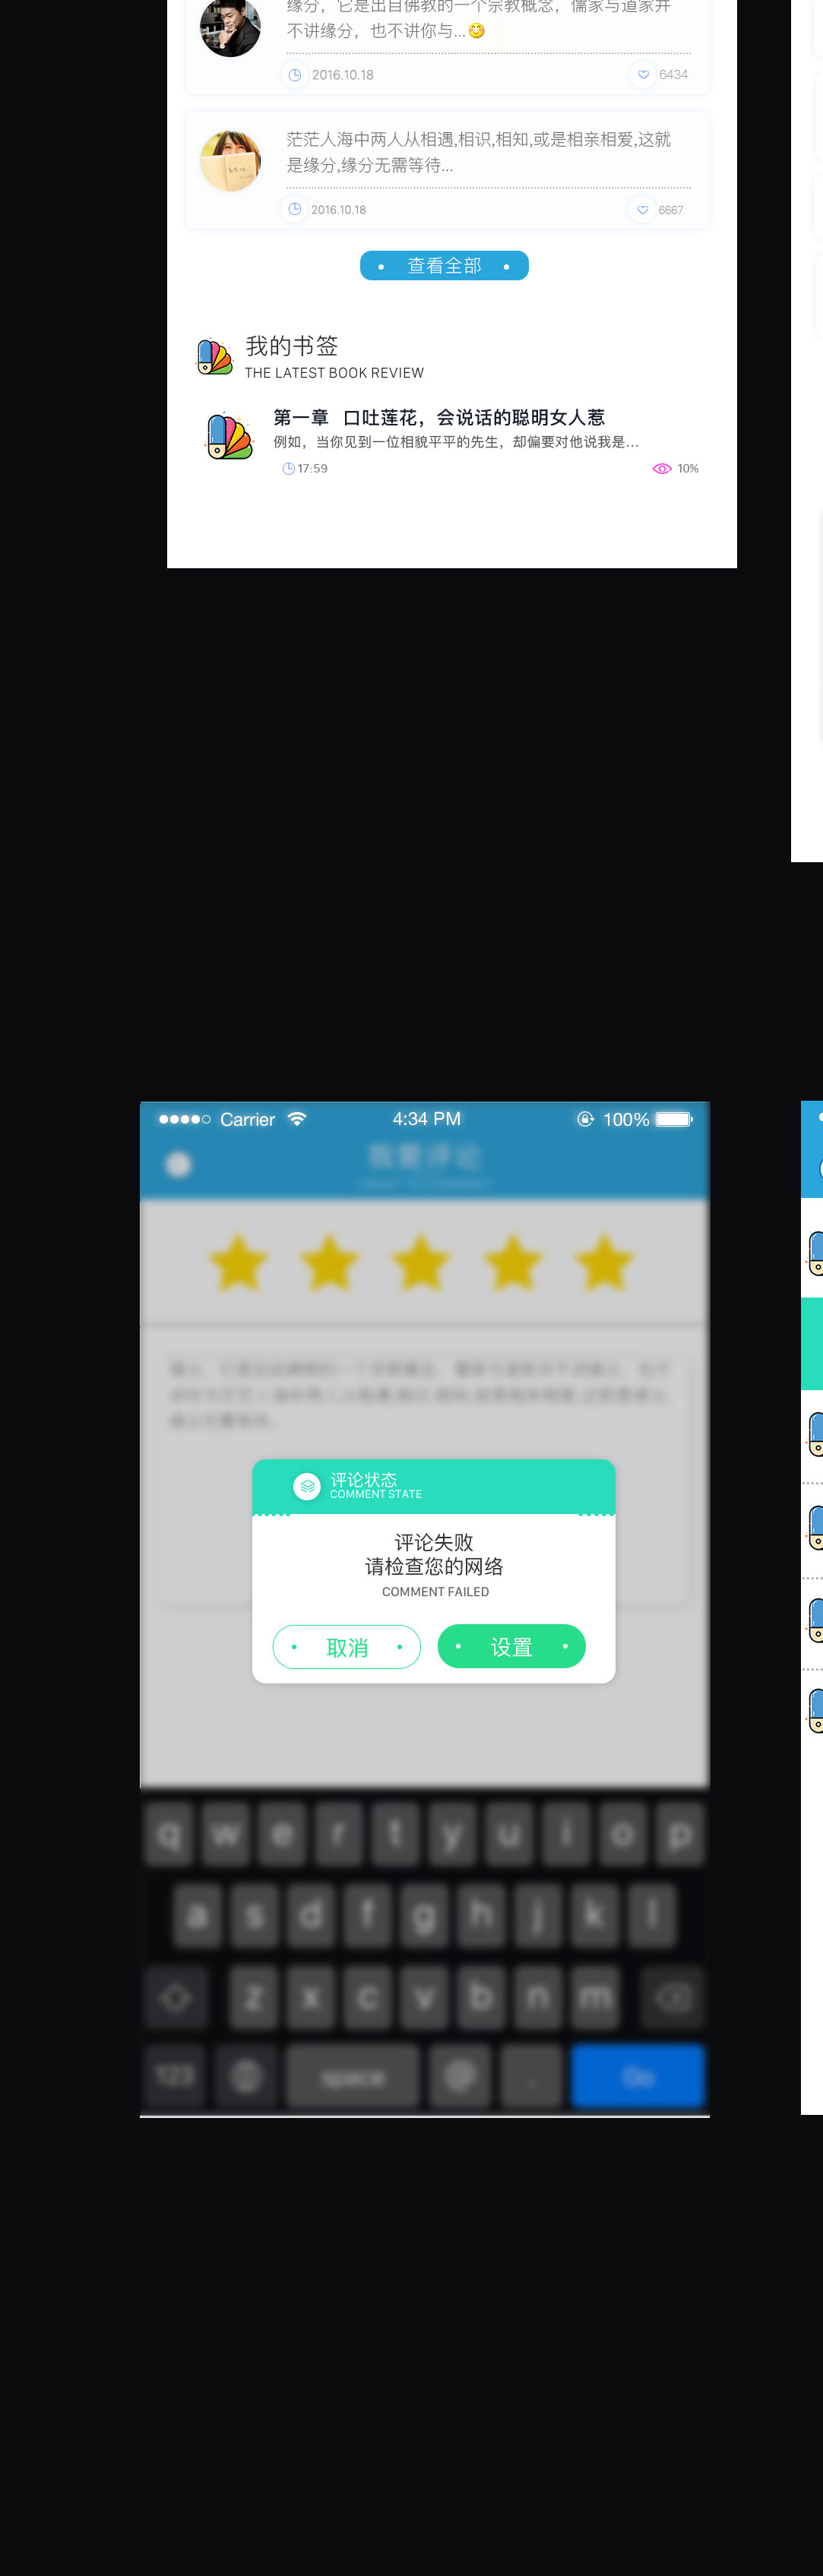 缘分，它是出自佛教的一个宗教概念，儒家与道家并
不讲缘分，也不讲你与...😋
2016.10.18
6434
茫茫人海中两人从相遇,相识,相知,或是相亲相爱,这就
是缘分,缘分无需等待...
2016.10.18
6667
查看全部
我的书签
THE LATEST BOOK REVIEW
第一章 口吐莲花，会说话的聪明女人惹
例如，当你见到一位相貌平平的先生，却偏要对他说我是...
17:59
10%
Carrier
4:34 PM
100%
我要评论
评论状态
COMMENT STATE
评论失败
请检查您的网络
COMMENT FAILED
取消
设置
q w e r t y u i o p
a s d f g h j k l
z x c v b n m
123 space @ . Go